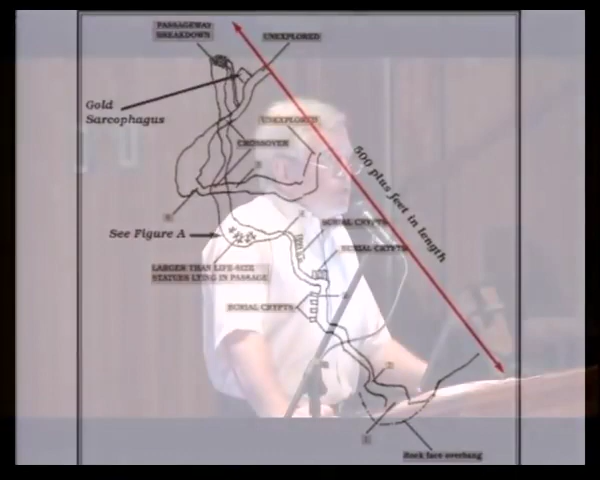 PASSAGEWAY
BREAKDOWN
UNEXPLORED
Gold
Sarcophagus
UNEXPLORED
CROSSOVER
500 plus feet in length
BURIAL CRYPTS
See Figure A
BURIAL CRYPTS
LARGER THAN LIFE-SIZE
STATUES LYING IN PASSAGE
BURIAL CRYPTS
Rock face overhang